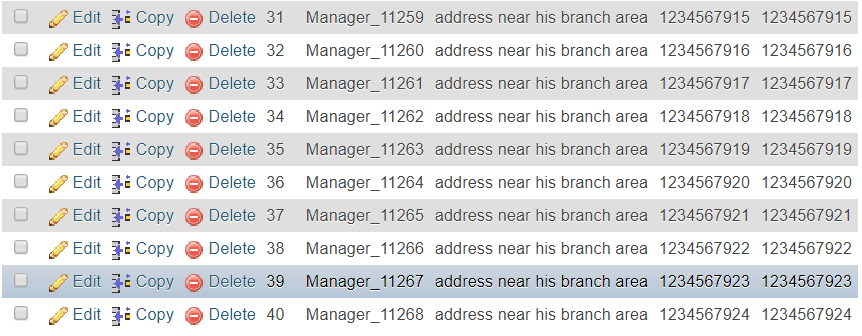 Edit Copy Delete 31 Manager_11259 address near his branch area 1234567915 1234567915
Edit Copy Delete 32 Manager_11260 address near his branch area 1234567916 1234567916
Edit Copy Delete 33 Manager_11261 address near his branch area 1234567917 1234567917
Edit Copy Delete 34 Manager_11262 address near his branch area 1234567918 1234567918
Edit Copy Delete 35 Manager_11263 address near his branch area 1234567919 1234567919
Edit Copy Delete 36 Manager_11264 address near his branch area 1234567920 1234567920
Edit Copy Delete 37 Manager_11265 address near his branch area 1234567921 1234567921
Edit Copy Delete 38 Manager_11266 address near his branch area 1234567922 1234567922
Edit Copy Delete 39 Manager_11267 address near his branch area 1234567923 1234567923
Edit Copy Delete 40 Manager_11268 address near his branch area 1234567924 1234567924